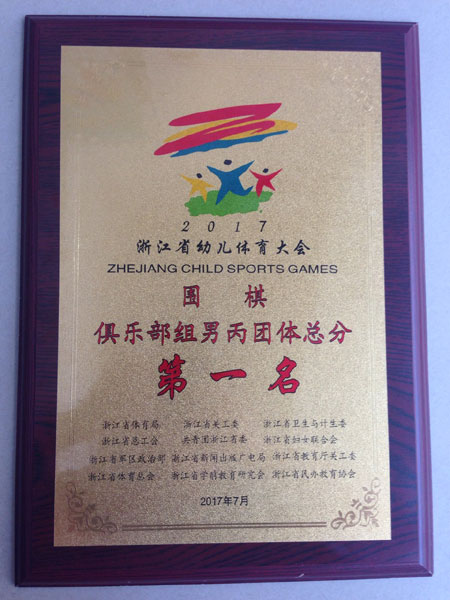 2017
浙江省幼儿体育大会
ZHEJIANG CHILD SPORTS GAMES
围 棋
俱乐部组男丙团体总分
第一名
浙江省体育局 浙江省关工委 浙江省卫生与计生委
浙江省总工会 共青团浙江省委 浙江省妇女联合会
浙江省军区政治部 浙江省新闻出版广电局 浙江省教育厅关工委
浙江省体育总会 浙江省学前教育研究会 浙江省民办教育协会
2017年7月